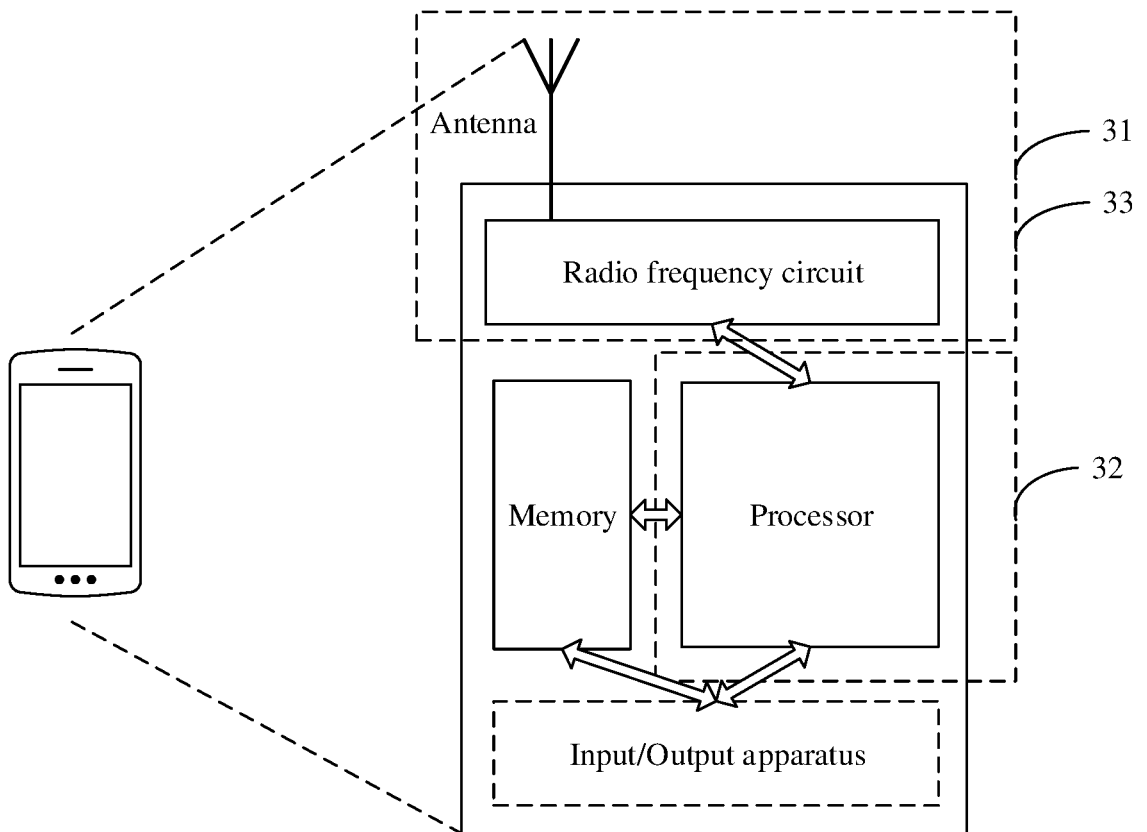 31
Antenna
33
Radio frequency circuit
32
Memory
Processor
Input/Output apparatus